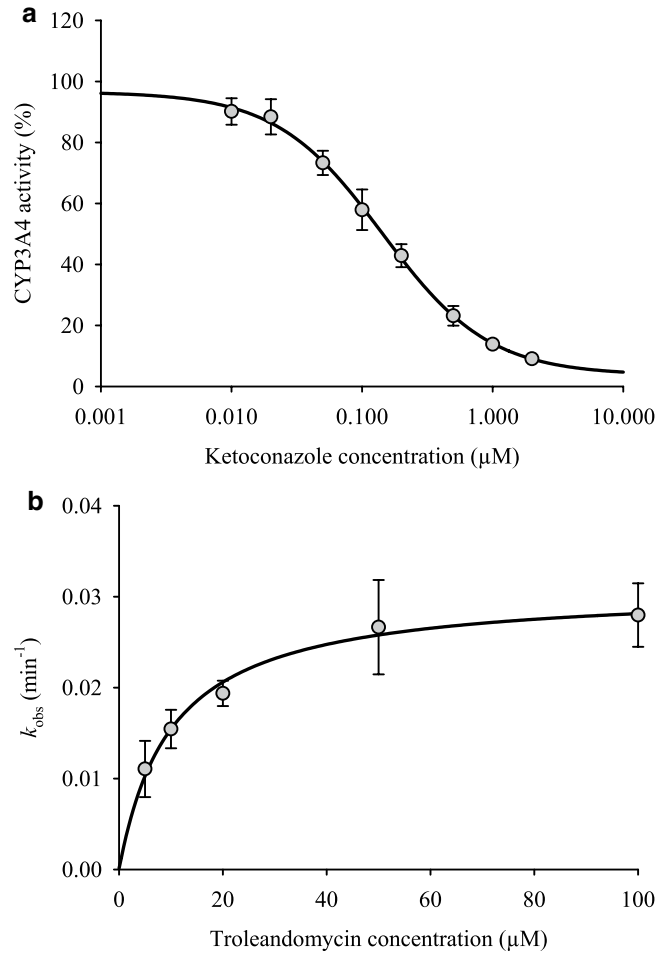 a
120
100
80
60
40
20
0
CYP3A4 activity (%)
0.001 0.010 0.100 1.000 10.000
Ketoconazole concentration (µM)
b
0.04
0.03
0.02
0.01
0.00
k_obs (min⁻¹)
0 20 40 60 80 100
Troleandomycin concentration (µM)